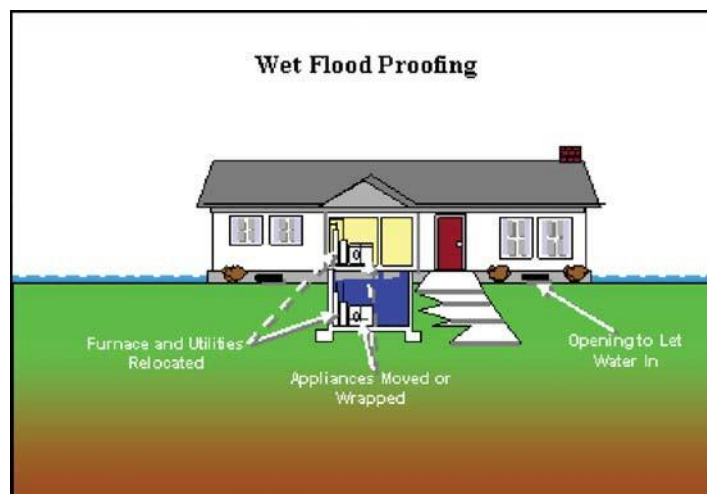 Wet Flood Proofing
Furnace and Utilities
Relocated
Appliances Moved or
Wrapped
Opening to Let
Water In